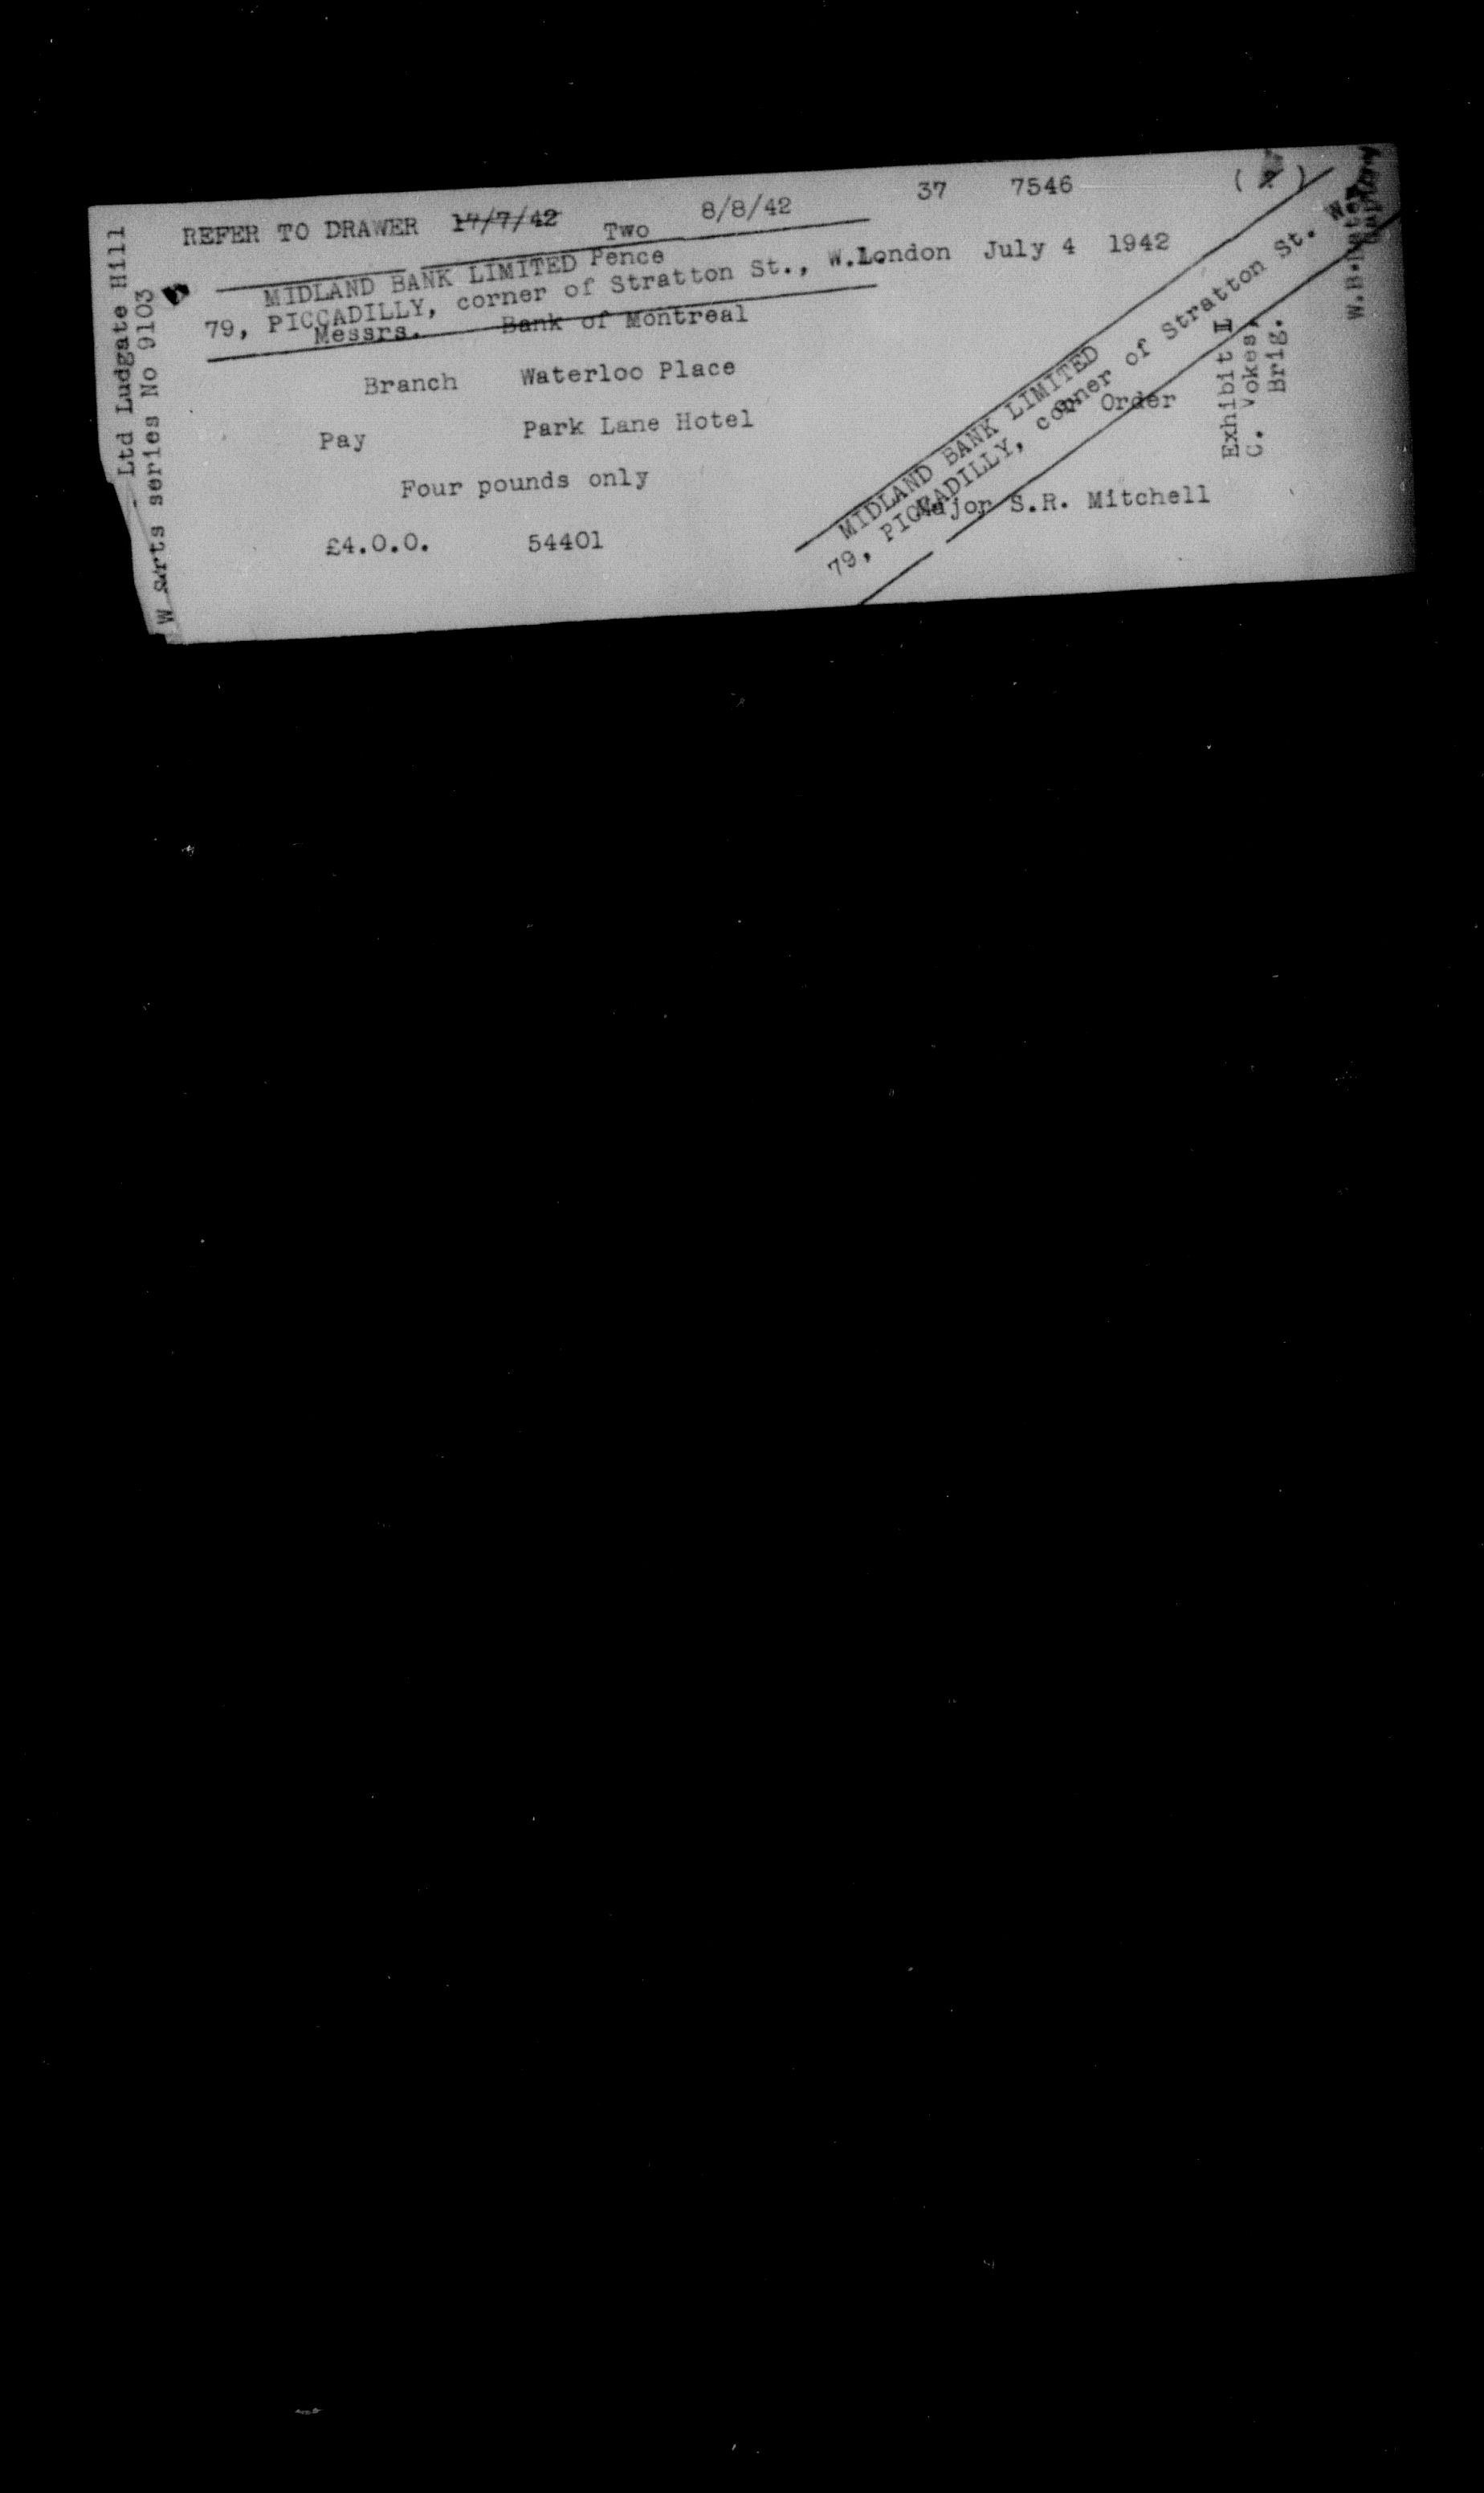 REFER TO DRAWER 17/7/42 Two 8/8/42 37 7546
MIDLAND BANK LIMITED Pence
79, PICCADILLY, corner of Stratton St., W. London July 4 1942
Messrs. Bank of Montreal
Branch Waterloo Place
Pay Park Lane Hotel or Order
Four pounds only
£4.0.0. 54401 Major S.R. Mitchell
MIDLAND BANK LIMITED
79, PICCADILLY, corner of Stratton St. W.
Ltd Ludgate Hill
series No 9103
Exhibit L
C. Vokes,
Brig.
W.B.